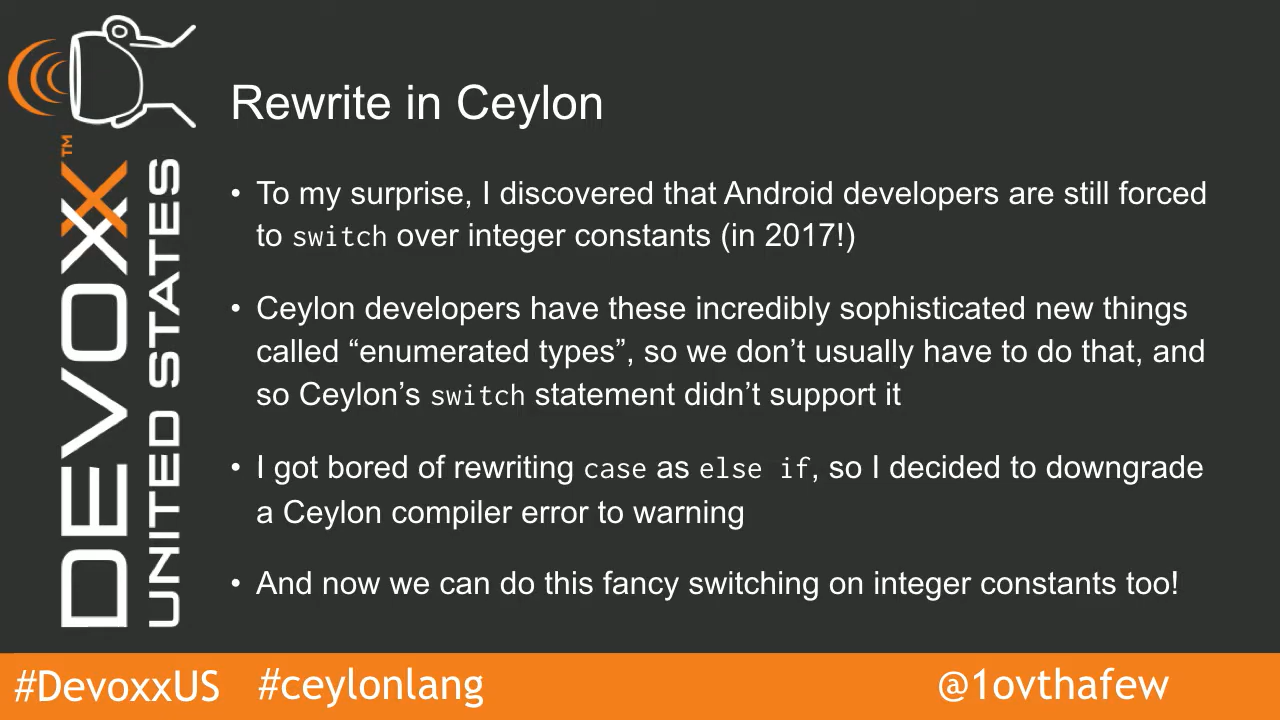 DEVOXX™
UNITED STATES
Rewrite in Ceylon
• To my surprise, I discovered that Android developers are still forced
to switch over integer constants (in 2017!)
• Ceylon developers have these incredibly sophisticated new things
called “enumerated types”, so we don’t usually have to do that, and
so Ceylon’s switch statement didn’t support it
• I got bored of rewriting case as else if, so I decided to downgrade
a Ceylon compiler error to warning
• And now we can do this fancy switching on integer constants too!
#DevoxxUS #ceylonlang @1ovthafew